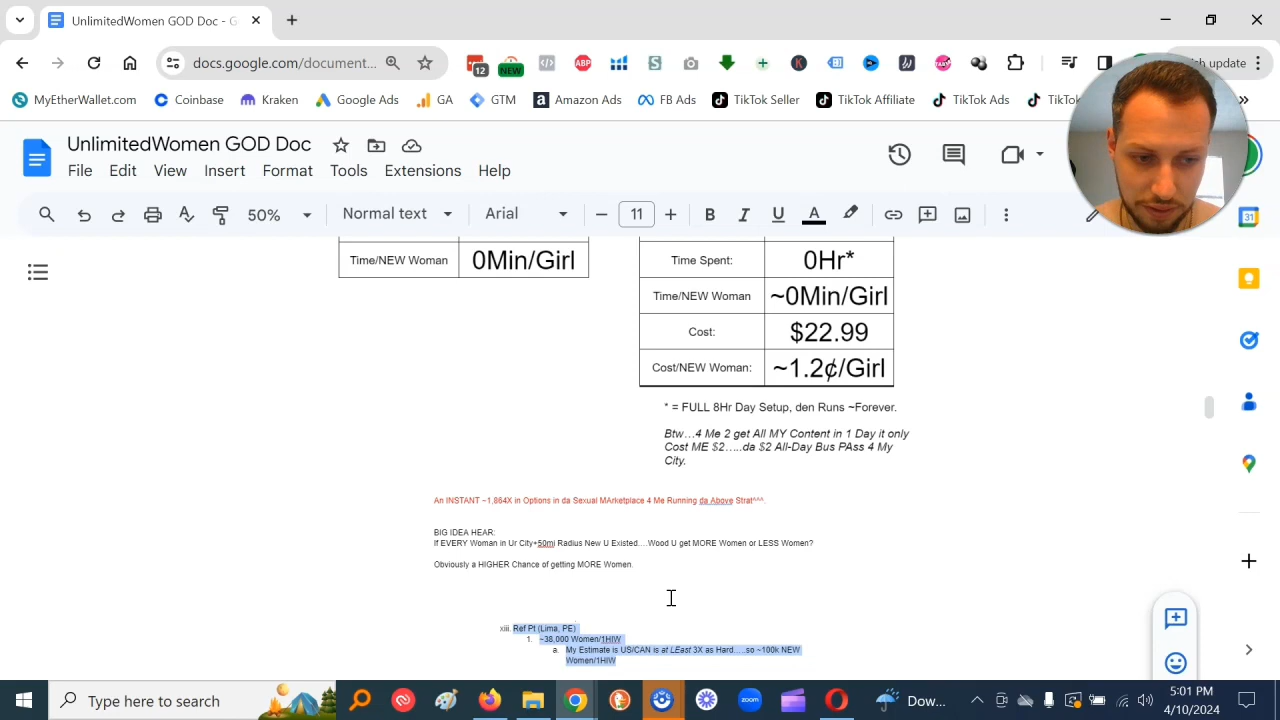 UnlimitedWomen GOD Doc - G
docs.google.com/document...
12
NEW
ABP
ch update
MyEtherWallet.com
Coinbase
Kraken
Google Ads
GA
GTM
Amazon Ads
FB Ads
TikTok Seller
TikTok Affiliate
TikTok Ads
UnlimitedWomen GOD Doc
File
Edit
View
Insert
Format
Tools
Extensions
Help
50%
Normal text
Arial
11
31
Time/NEW Woman
0Min/Girl
Time Spent:
0Hr*
Time/NEW Woman
~0Min/Girl
Cost:
$22.99
Cost/NEW Woman:
~1.2¢/Girl
* = FULL 8Hr Day Setup, den Runs ~Forever.
Btw…4 Me 2 get All MY Content in 1 Day it only
Cost ME $2…..da $2 All-Day Bus PAss 4 My
City.
An INSTANT ~1,864X in Options in da Sexual MArketplace 4 Me Running da Above Strat^^^.
BIG IDEA HEAR:
If EVERY Woman in Ur City+50mi Radius New U Existed….Wood U get MORE Women or LESS Women?
Obviously a HIGHER Chance of getting MORE Women.
xiii. Ref Pt (Lima, PE)
1. ~38,000 Women/1HIW
a. My Estimate is US/CAN is at LEast 3X as Hard…..so ~100k NEW
Women/1HIW
Type here to search
zoom
Dow...
5:01 PM
4/10/2024